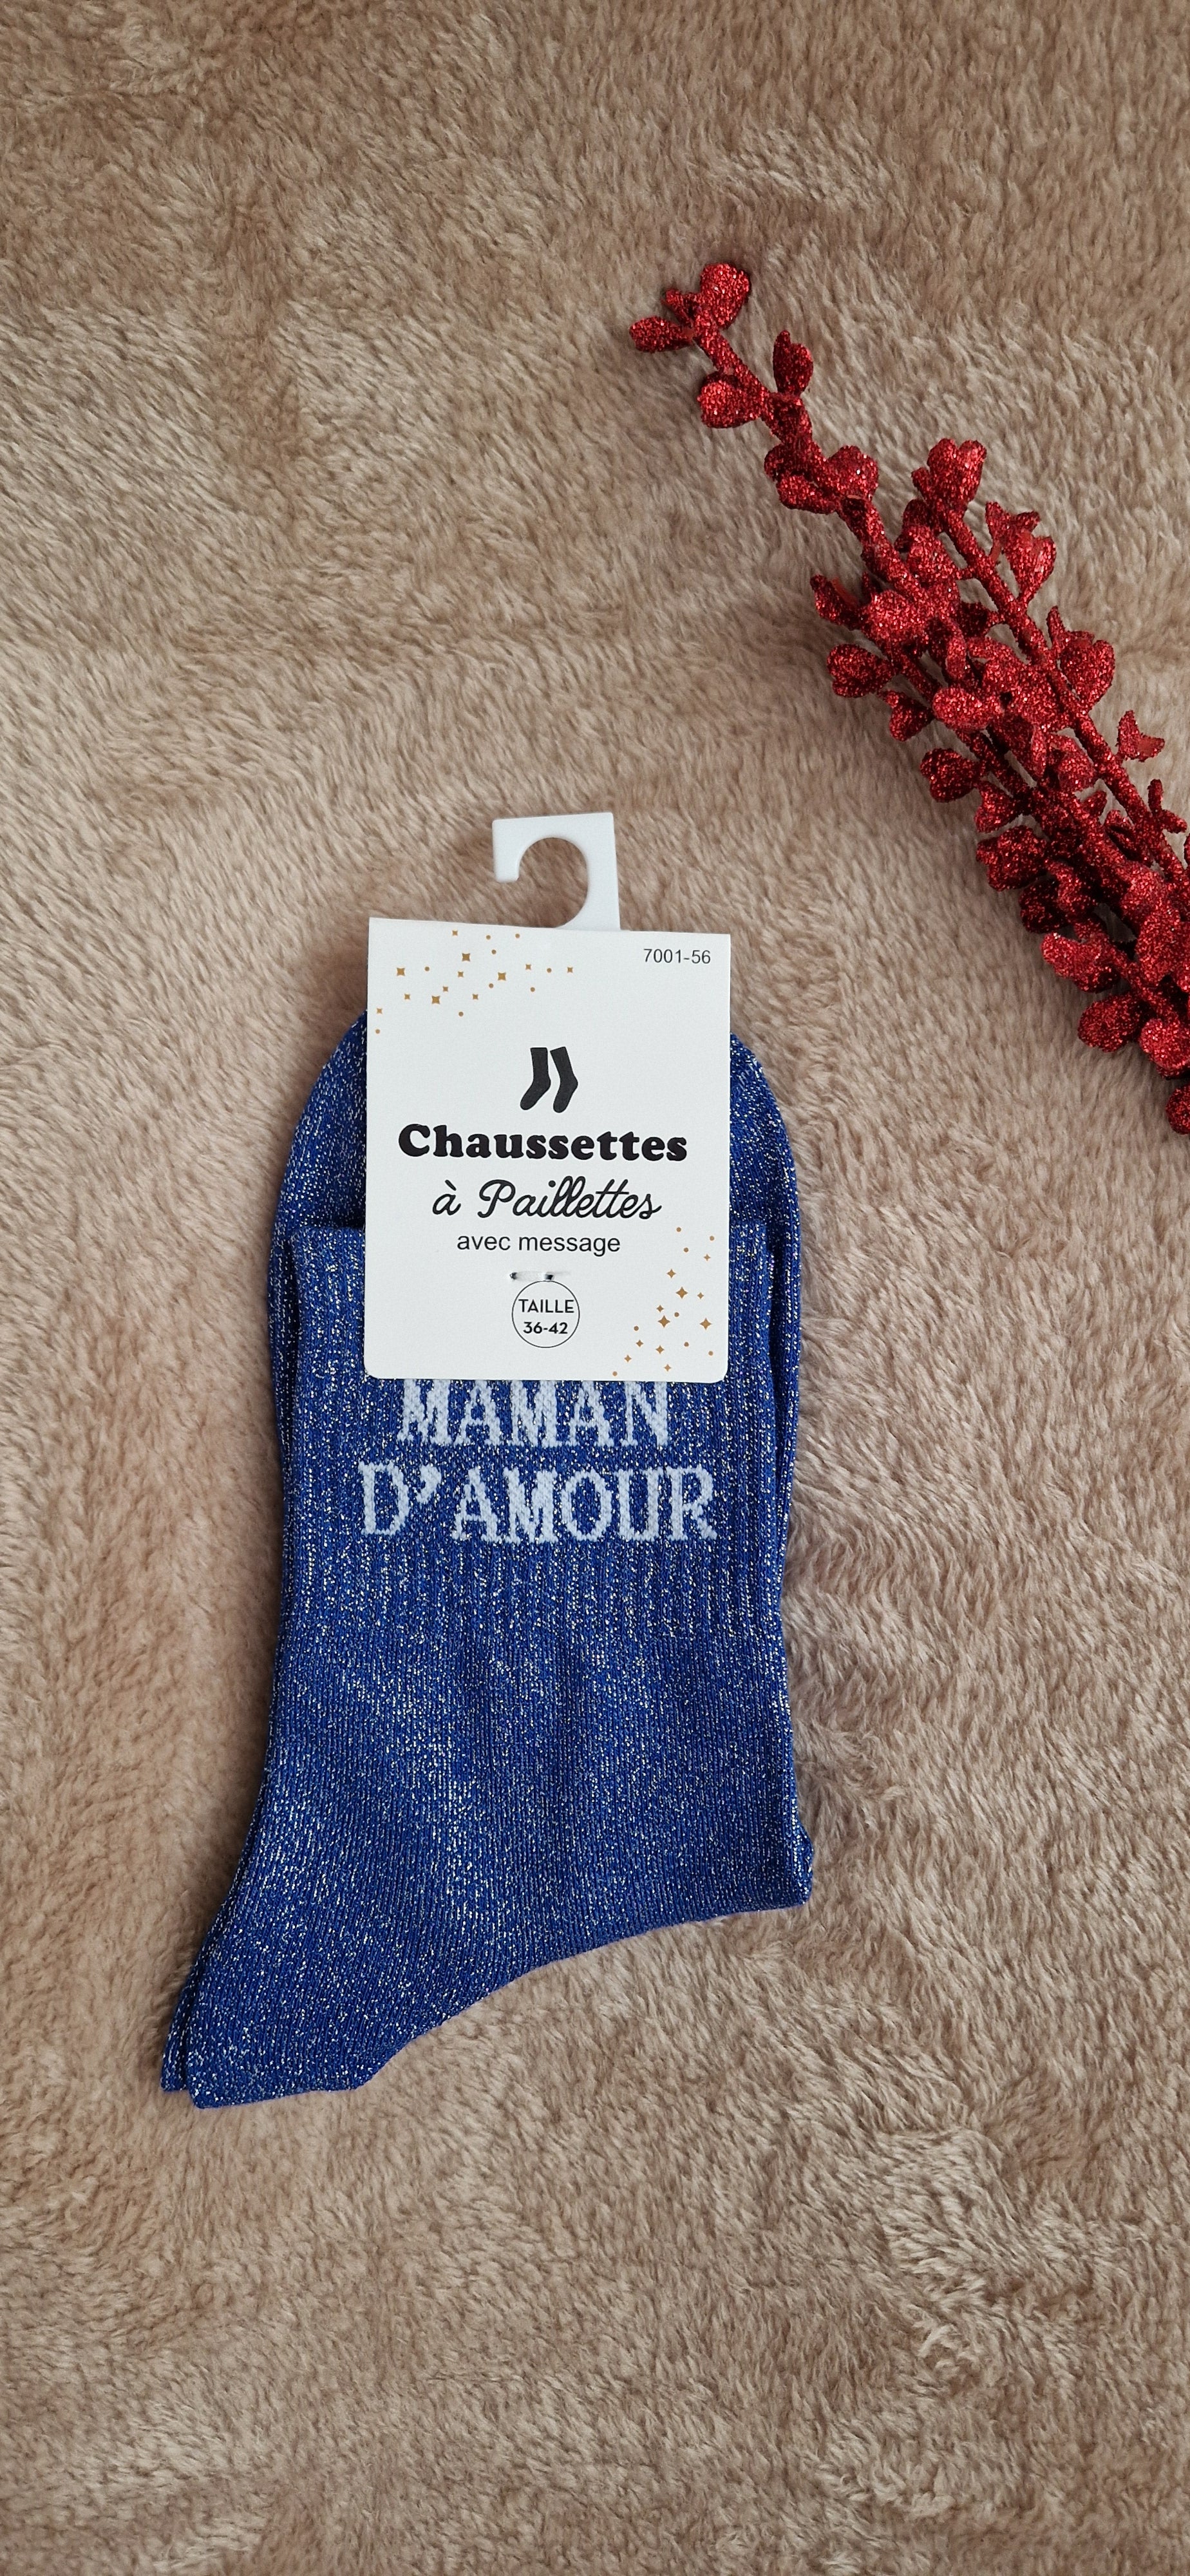 7001-56
Chaussettes
à Paillettes
avec message
TAILLE
36-42
MAMAN
D'AMOUR